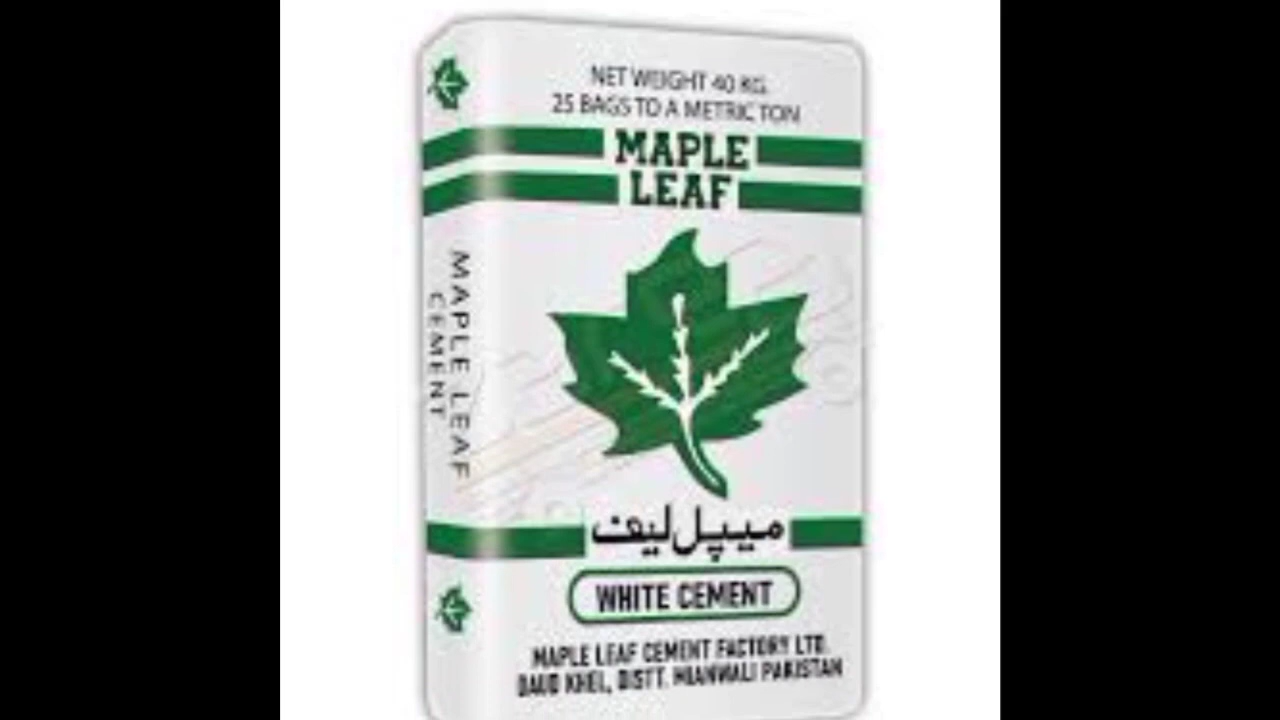 NET WEIGHT 40 KG.
25 BAGS TO A METRIC TON
MAPLE
LEAF
MAPLE LEAF
CEMENT
میپل لیف
WHITE CEMENT
MAPLE LEAF CEMENT FACTORY LTD.
DAUD KHEL, DISTT. MIANWALI PAKISTAN